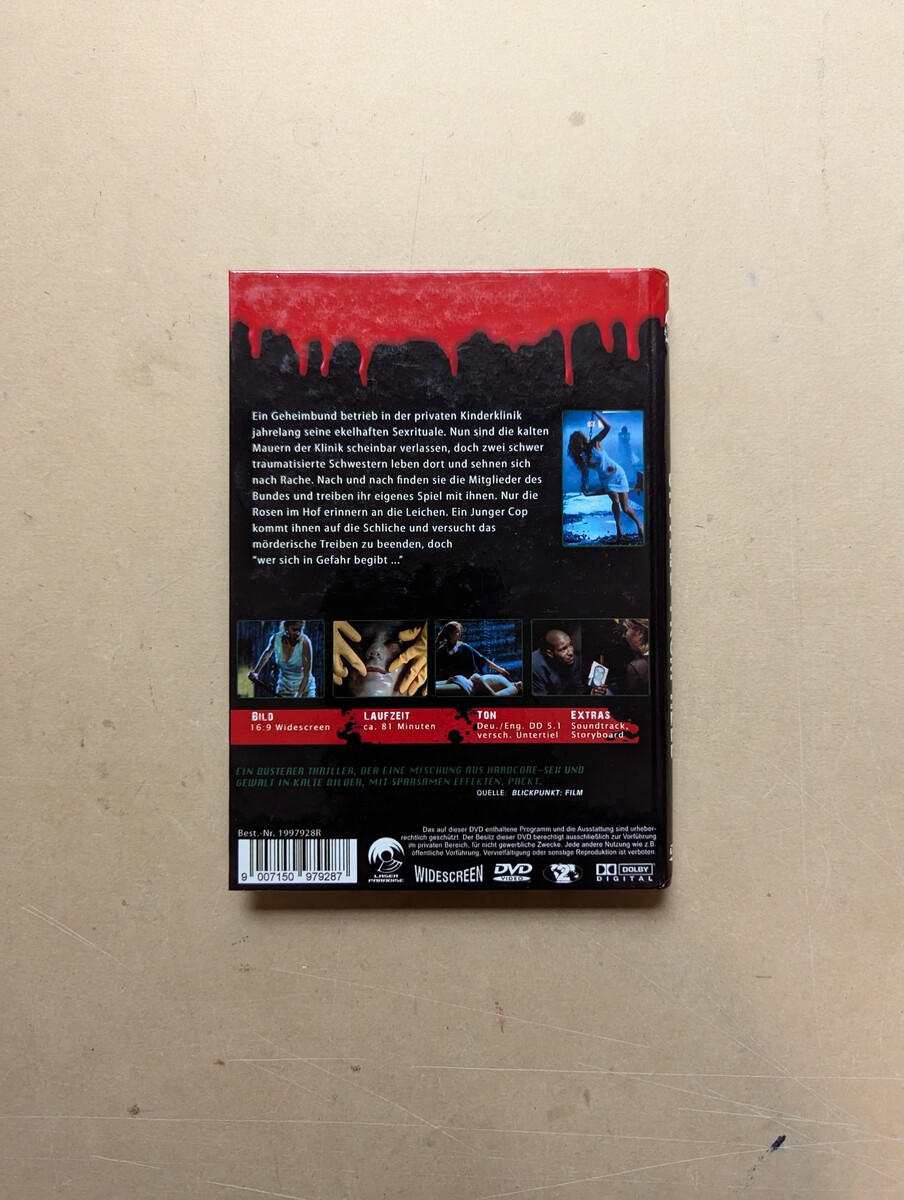 Ein Geheimbund betrieb in der privaten Kinderklinik
jahrelang seine ekelhaften Sexrituale. Nun sind die kalten
Mauern der Klinik scheinbar verlassen, doch zwei schwer
traumatisierte Schwestern leben dort und sehnen sich
nach Rache. Nach und nach finden sie die Mitglieder des
Bundes und treiben ihr eigenes Spiel mit ihnen. Nur die
Rosen im Hof erinnern an die Leichen. Ein Junger Cop
kommt ihnen auf die Schliche und versucht das
mörderische Treiben zu beenden, doch
"wer sich in Gefahr begibt ..."
BILD
16:9 Widescreen
LAUFZEIT
ca. 81 Minuten
TON
Deu./Eng. DD 5.1
versch. Untertiel
EXTRAS
Soundtrack,
Storyboard
EIN DÜSTERER THRILLER, DER EINE MISCHUNG AUS HARDCORE-SEX UND
GEWALT IN KALTE BILDER, MIT SPARSAMEN EFFEKTEN, PACKT.
QUELLE: BLICKPUNKT: FILM
Best.-Nr. 1997928R
9 007150 979287
Das auf dieser DVD enthaltene Programm und die Ausstattung sind urheber-
rechtlich geschützt. Der Besitz dieser DVD berechtigt ausschließlich zur Vorführung
im privaten Bereich, für nicht gewerbliche Zwecke. Jede andere Nutzung wie z.B.
öffentliche Vorführung, Vervielfältigung oder sonstige Reproduktion ist verboten.
LASER PARADISE
WIDESCREEN
DVD VIDEO
2
DOLBY DIGITAL